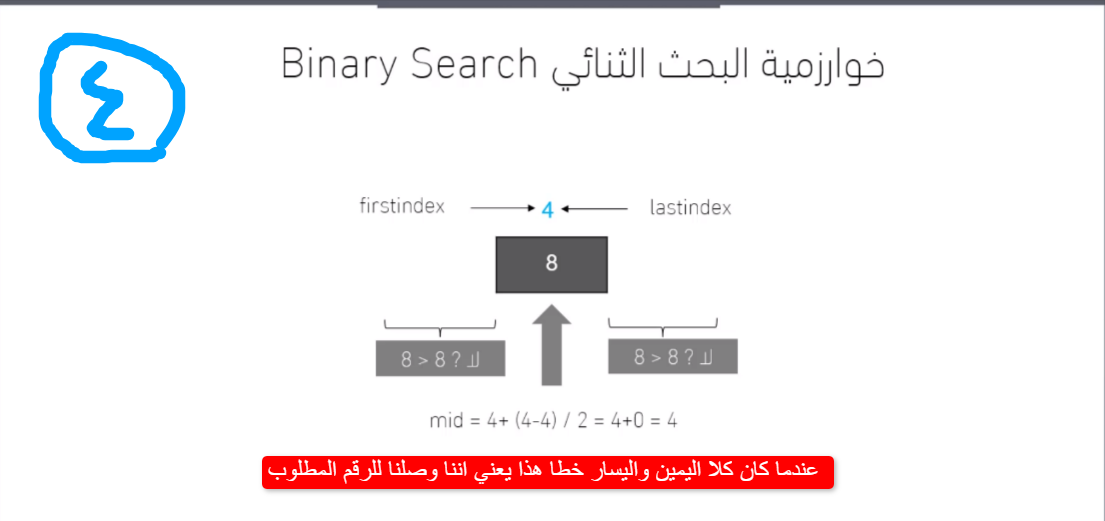 خوارزمية البحث الثنائي Binary Search
٤
firstindex 4 lastindex
8
8 > 8 ? لا
8 > 8 ? لا
mid = 4+ (4-4) / 2 = 4+0 = 4
عندما كان كلا اليمين واليسار خطا هذا يعني اننا وصلنا للرقم المطلوب